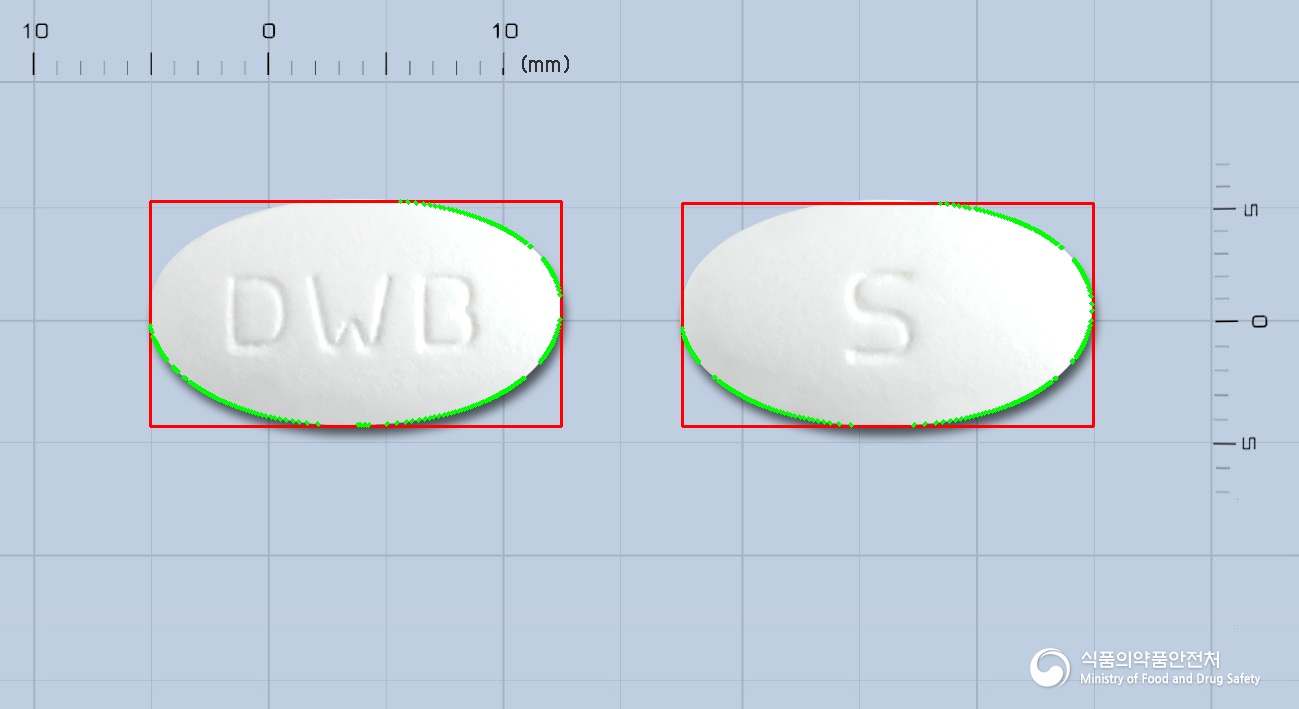 10 0 10
(mm)
DWB
S
5
0
5
식품의약품안전처
Ministry of Food and Drug Safety